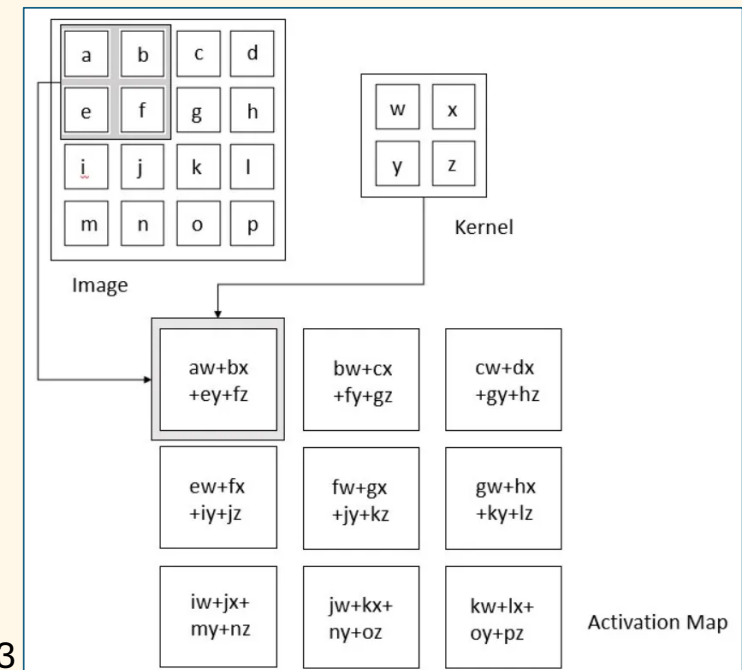 a b c d
e f g h
i j k l
m n o p
Image
w x
y z
Kernel
aw+bx
+ey+fz
bw+cx
+fy+gz
cw+dx
+gy+hz
ew+fx
+iy+jz
fw+gx
+jy+kz
gw+hx
+ky+lz
iw+jx+
my+nz
jw+kx+
ny+oz
kw+lx+
oy+pz
Activation Map
3